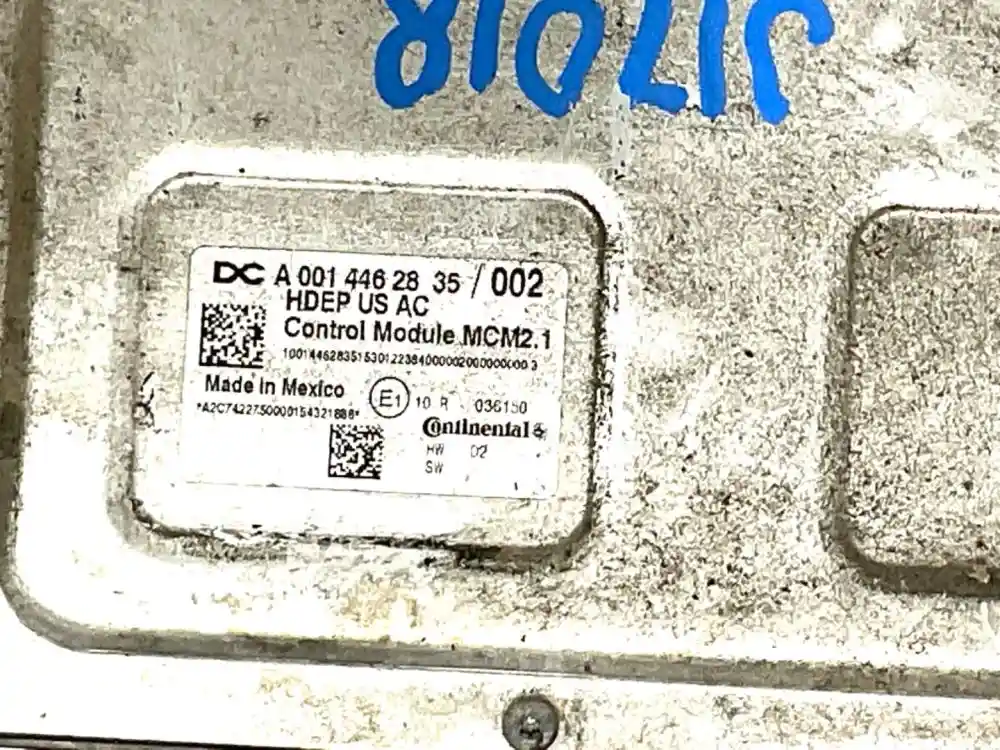 DC A 001 446 28 35 / 002
HDEP US AC
Control Module MCM2.1
Made in Mexico
E1 10 R - 036150
*A2C7422750000154321888*
Continental
HW 02
SW